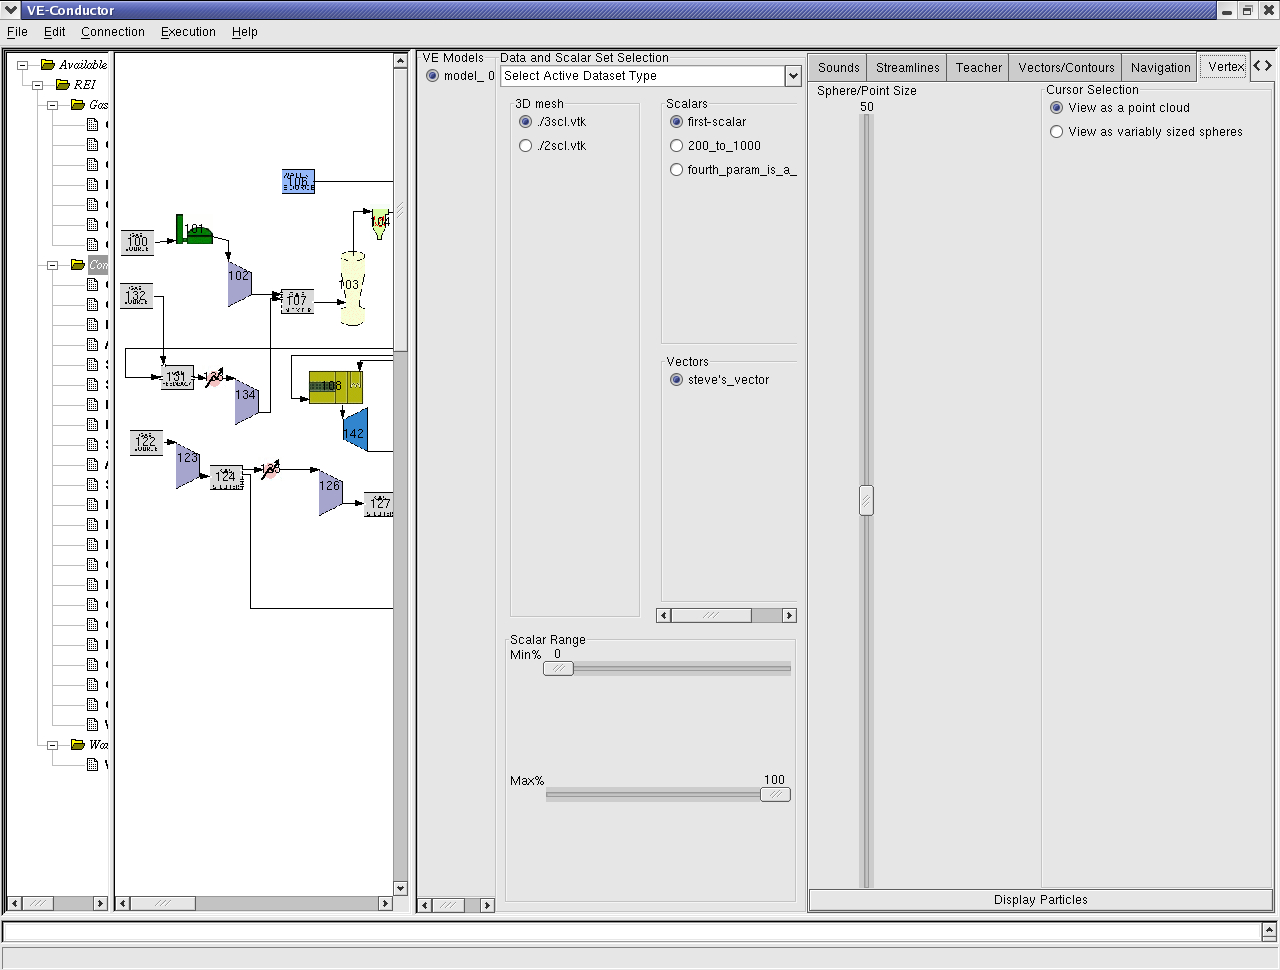 VE-Conductor
File Edit Connection Execution Help
Available
REI
Gas
Con
Wo
100
101
102
103
104
106
107
108
122
123
124
126
127
131
132
134
142
VE Models
model_ 0
Data and Scalar Set Selection
Select Active Dataset Type
3D mesh
./3scl.vtk
./2scl.vtk
Scalars
first-scalar
200_to_1000
fourth_param_is_a_
Vectors
steve's_vector
Scalar Range
Min% 0
Max% 100
Sounds Streamlines Teacher Vectors/Contours Navigation Vertex
Sphere/Point Size
50
Cursor Selection
View as a point cloud
View as variably sized spheres
Display Particles